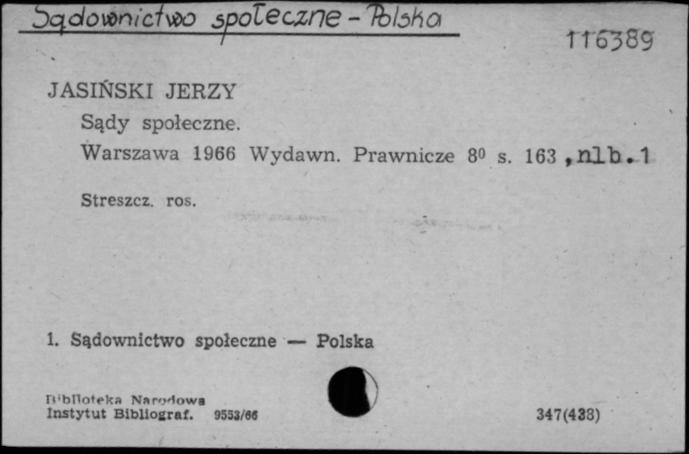 Sądownictwo społeczne - Polska
116389
JASIŃSKI JERZY
Sądy społeczne.
Warszawa 1966 Wydawn. Prawnicze 8⁰ s. 163 ,nlb.1
Streszcz. ros.
1. Sądownictwo społeczne — Polska
Biblioteka Narodowa
Instytut Bibliograf. 9553/66
347(438)